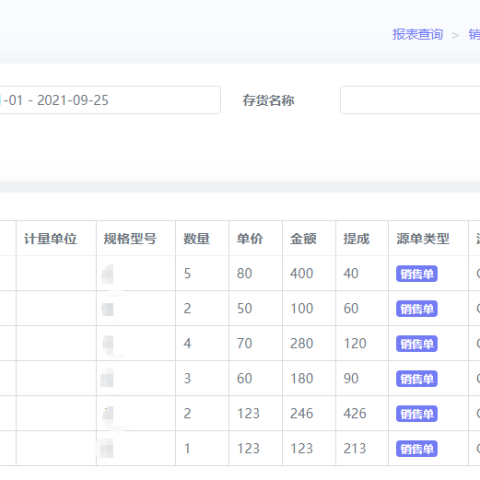 报表查询 > 销
-01 - 2021-09-25 存货名称
计量单位 规格型号 数量 单价 金额 提成 源单类型
5 80 400 40 销售单
2 50 100 60 销售单
4 70 280 120 销售单
3 60 180 90 销售单
2 123 246 426 销售单
1 123 123 213 销售单